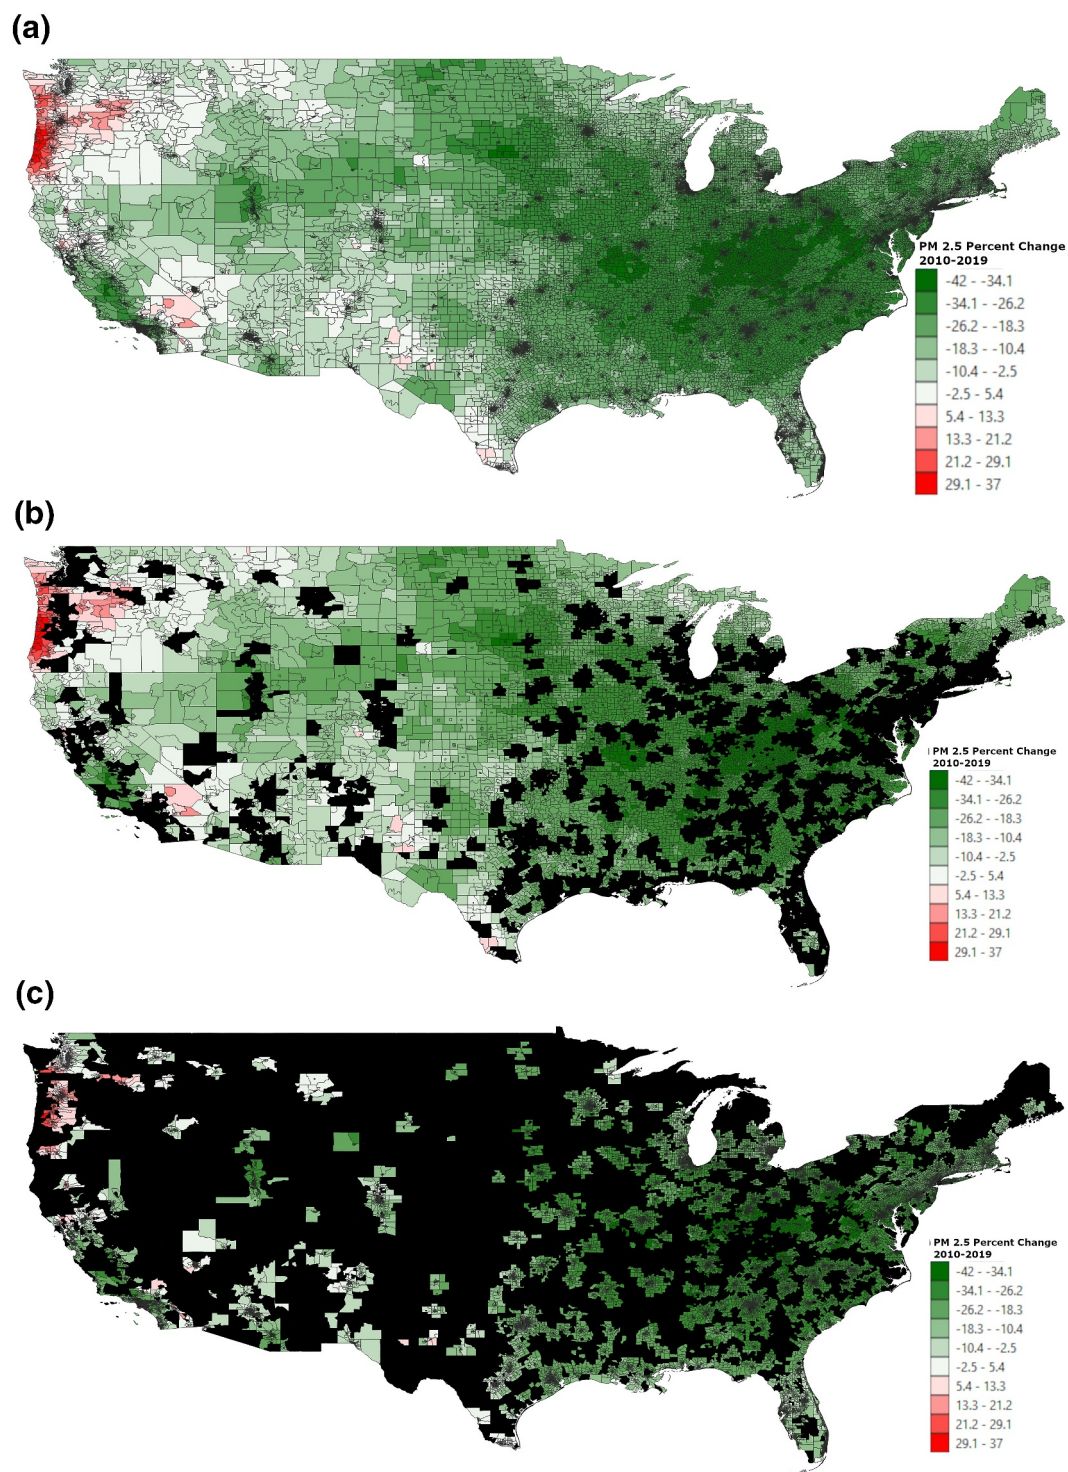 (a)
PM 2.5 Percent Change
2010-2019
-42 - -34.1
-34.1 - -26.2
-26.2 - -18.3
-18.3 - -10.4
-10.4 - -2.5
-2.5 - 5.4
5.4 - 13.3
13.3 - 21.2
21.2 - 29.1
29.1 - 37
(b)
PM 2.5 Percent Change
2010-2019
-42 - -34.1
-34.1 - -26.2
-26.2 - -18.3
-18.3 - -10.4
-10.4 - -2.5
-2.5 - 5.4
5.4 - 13.3
13.3 - 21.2
21.2 - 29.1
29.1 - 37
(c)
PM 2.5 Percent Change
2010-2019
-42 - -34.1
-34.1 - -26.2
-26.2 - -18.3
-18.3 - -10.4
-10.4 - -2.5
-2.5 - 5.4
5.4 - 13.3
13.3 - 21.2
21.2 - 29.1
29.1 - 37